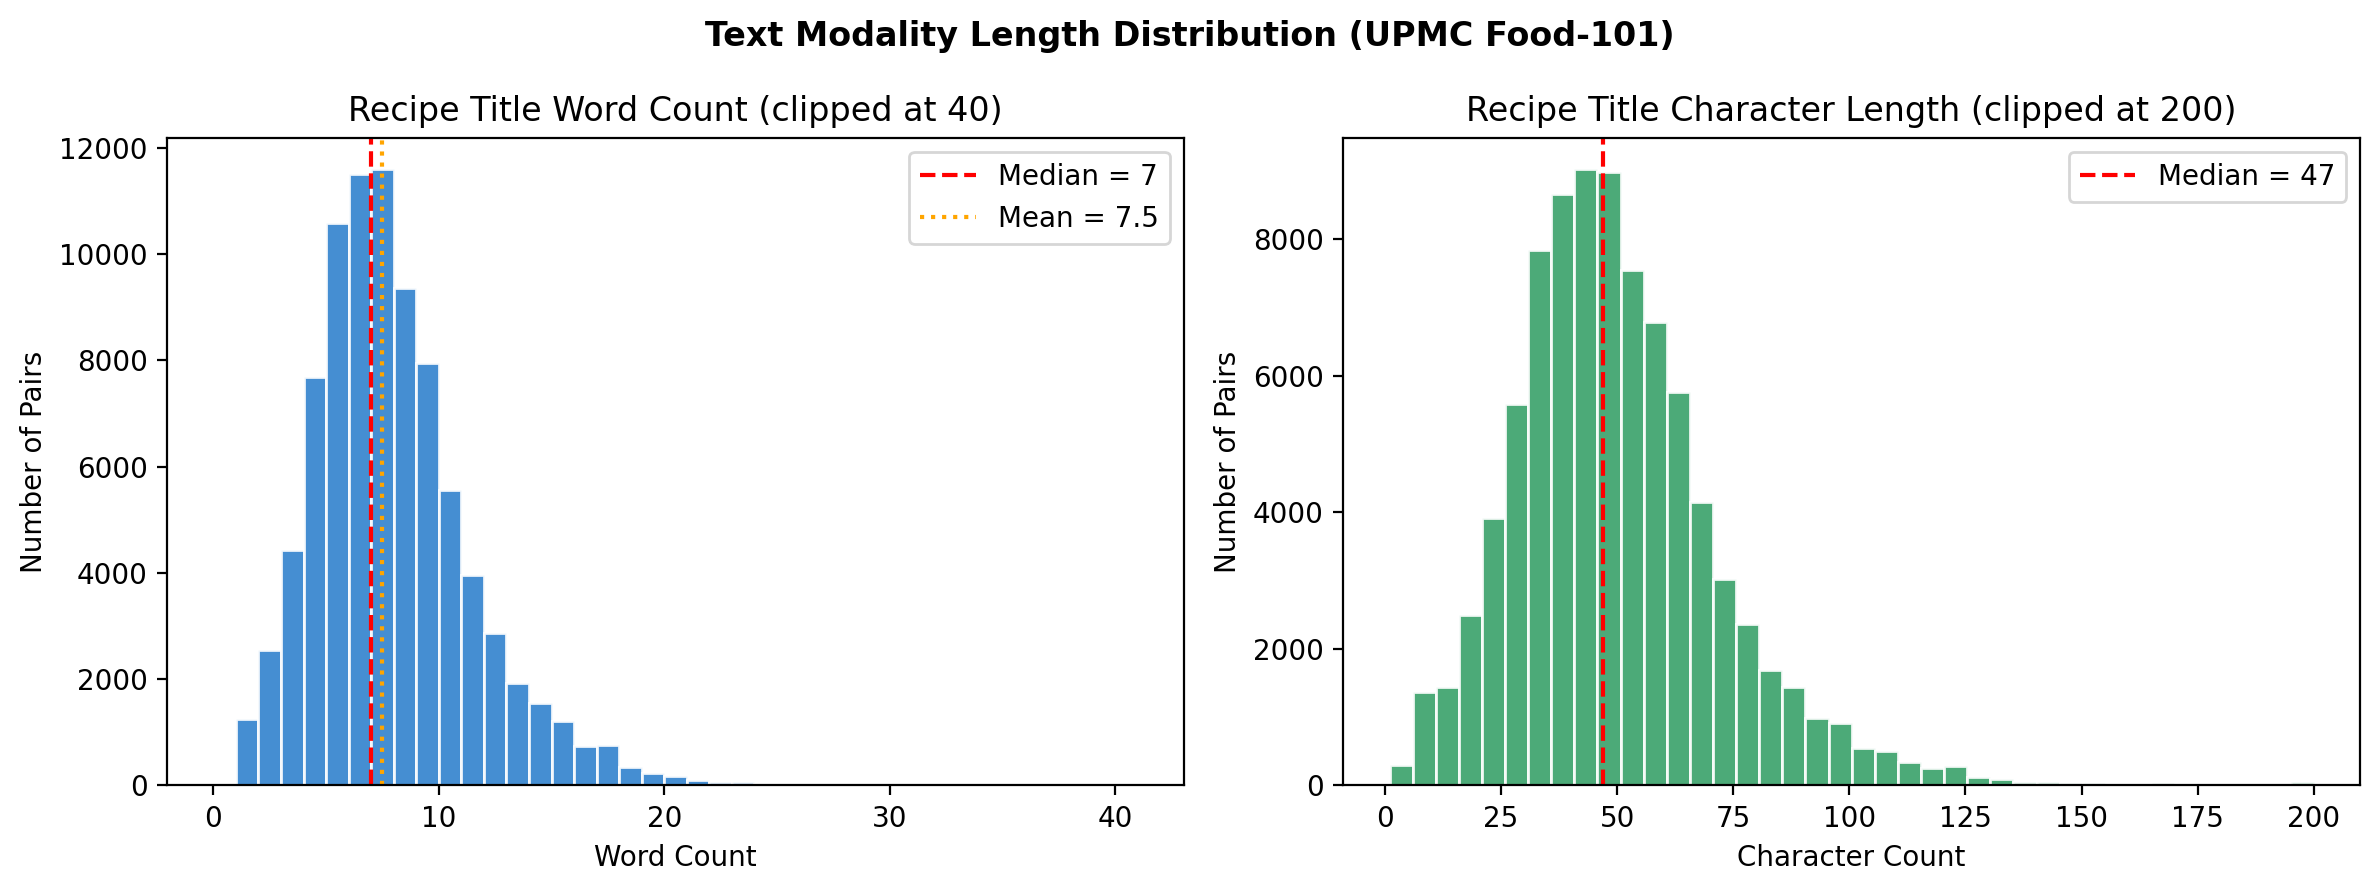 Text Modality Length Distribution (UPMC Food-101)
Recipe Title Word Count (clipped at 40)
12000
10000
8000
6000
4000
2000
0
Number of Pairs
Median = 7
Mean = 7.5
0 10 20 30 40
Word Count
Recipe Title Character Length (clipped at 200)
8000
6000
4000
2000
0
Number of Pairs
Median = 47
0 25 50 75 100 125 150 175 200
Character Count